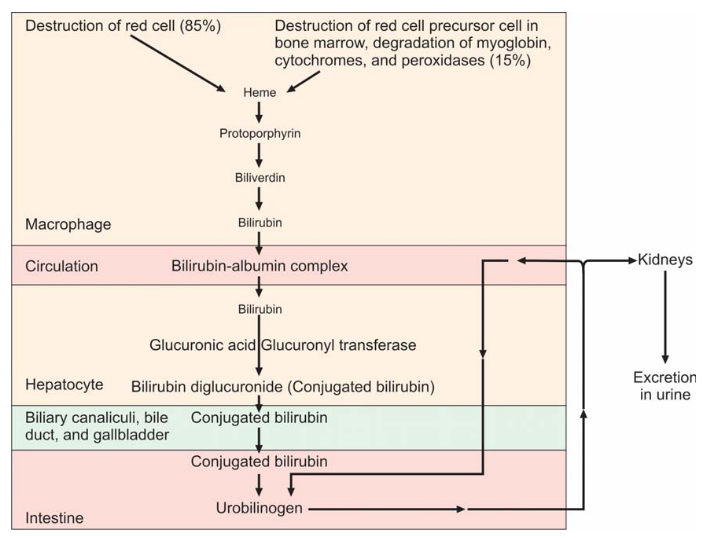 Destruction of red cell (85%)
Destruction of red cell precursor cell in
bone marrow, degradation of myoglobin,
cytochromes, and peroxidases (15%)
Heme
Protoporphyrin
Biliverdin
Macrophage
Bilirubin
Circulation
Bilirubin-albumin complex
Kidneys
Bilirubin
Glucuronic acid
Glucuronyl transferase
Hepatocyte
Bilirubin diglucuronide (Conjugated bilirubin)
Excretion
in urine
Biliary canaliculi, bile
duct, and gallbladder
Conjugated bilirubin
Conjugated bilirubin
Urobilinogen
Intestine